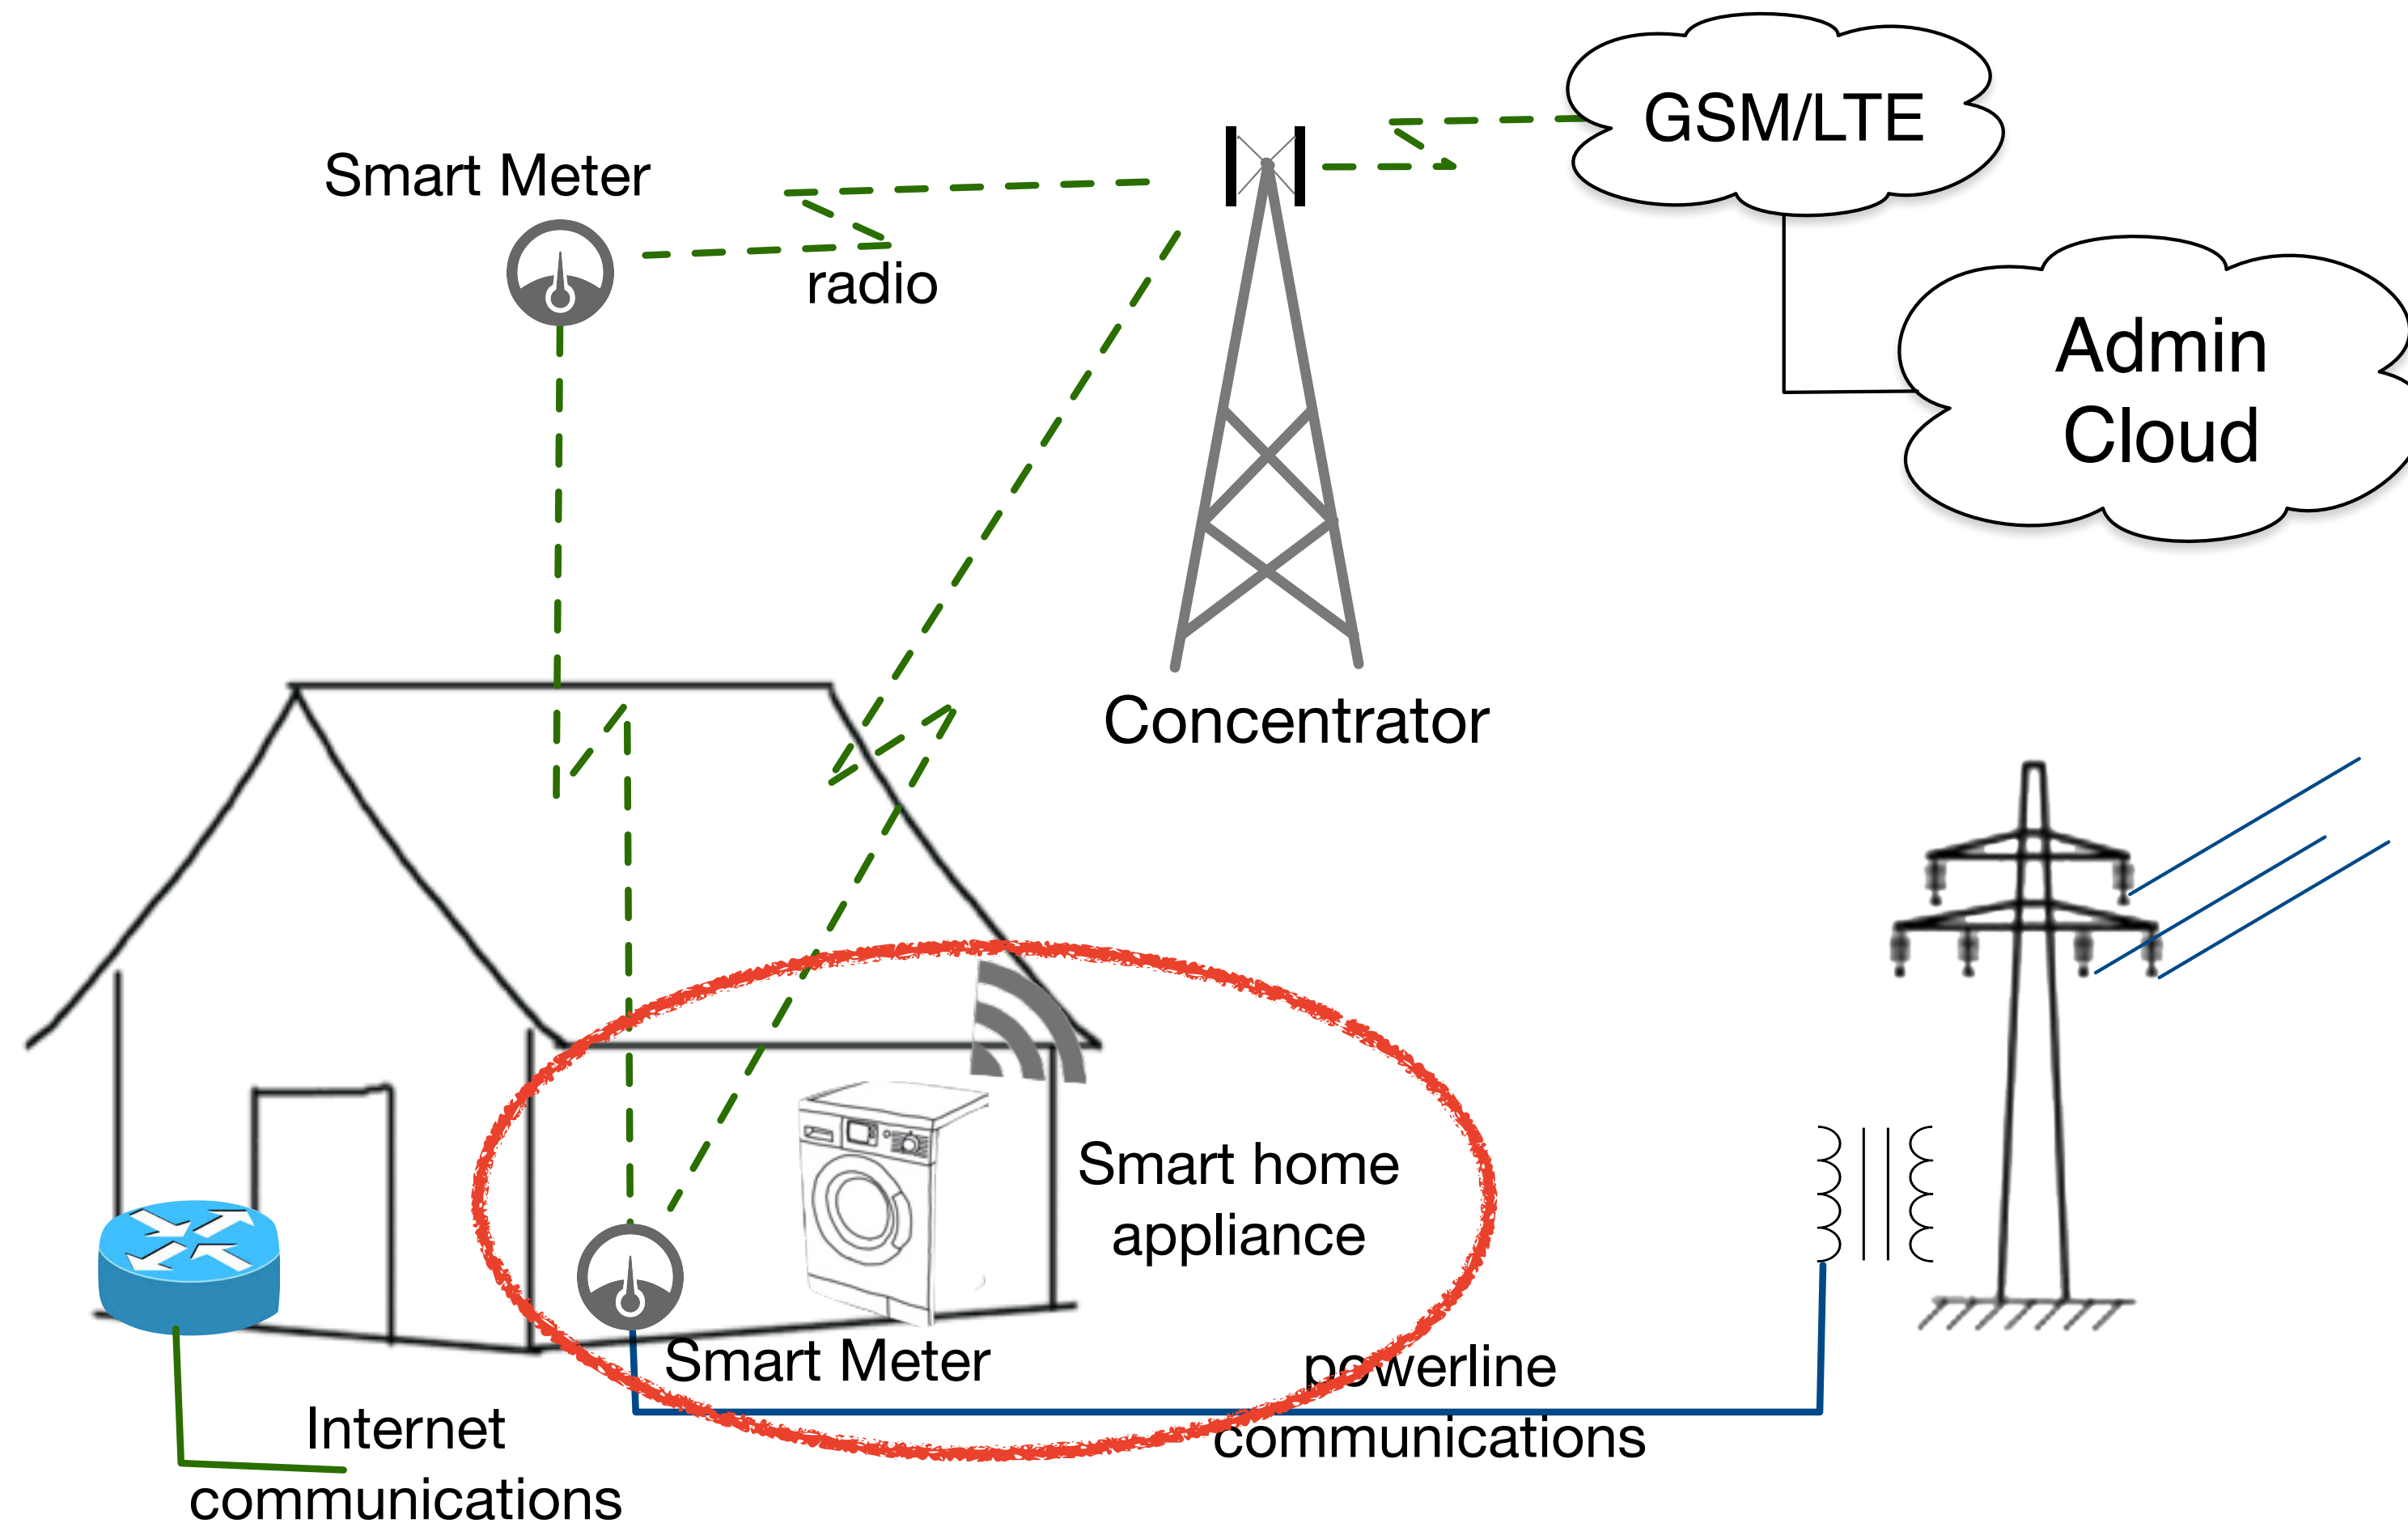 GSM/LTE
Smart Meter
radio
Admin
Cloud
Concentrator
Smart home
appliance
Smart Meter
powerline
communications
Internet
communications